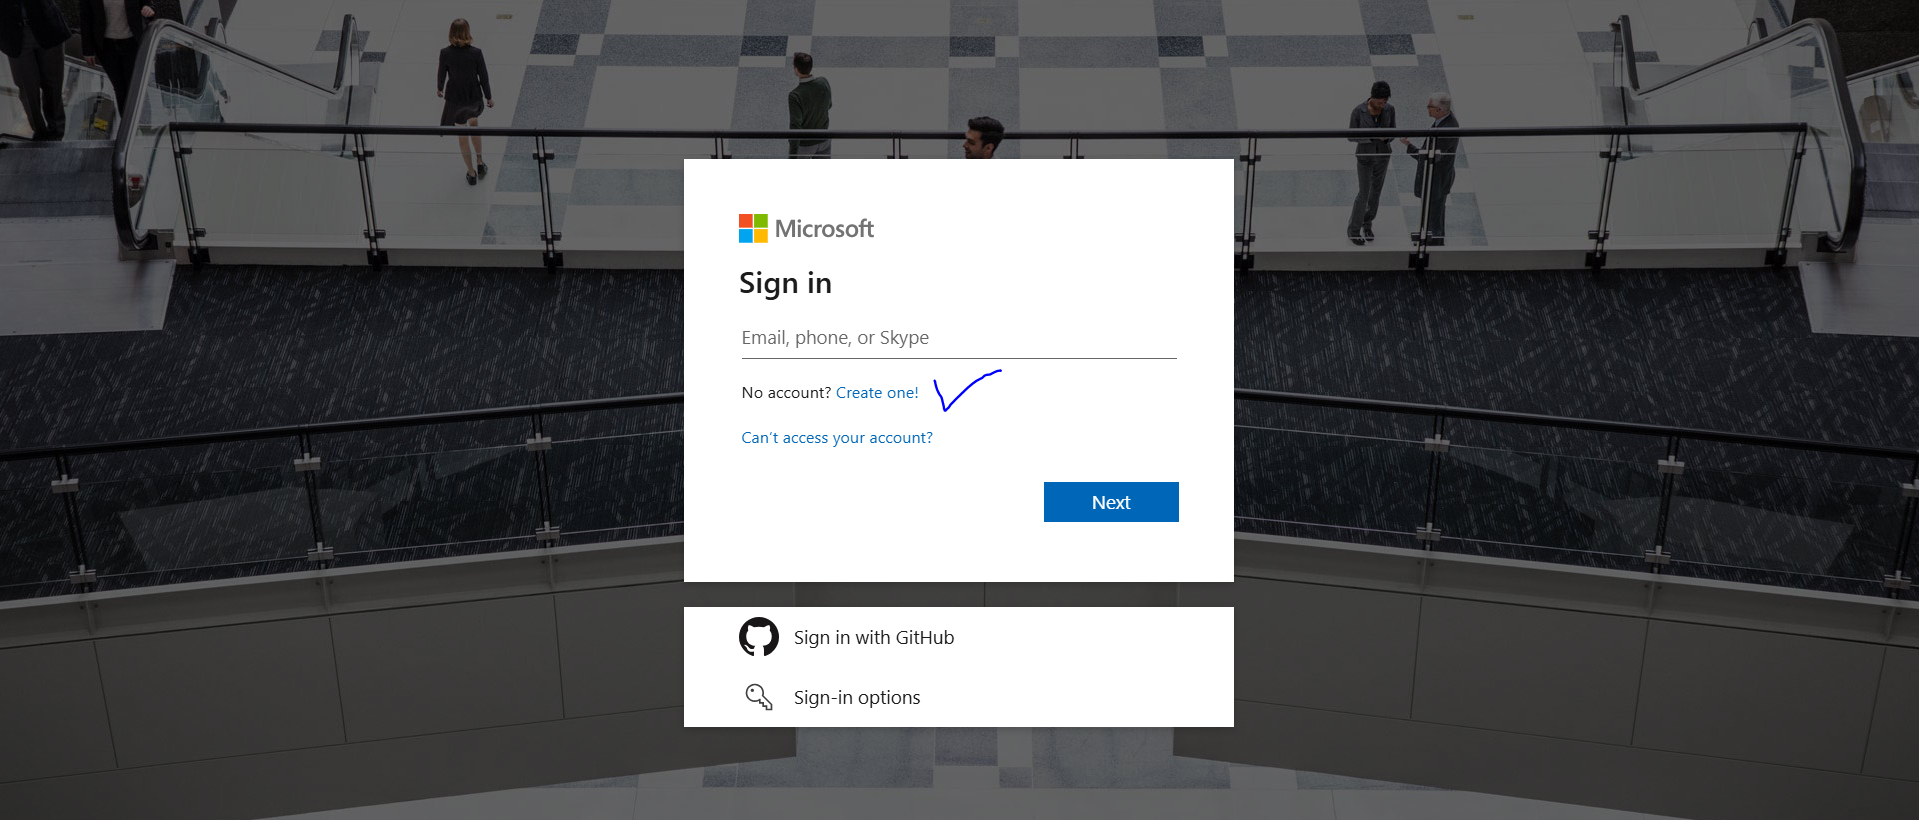 Microsoft
Sign in
Email, phone, or Skype
No account? Create one!
Can't access your account?
Next
Sign in with GitHub
Sign-in options